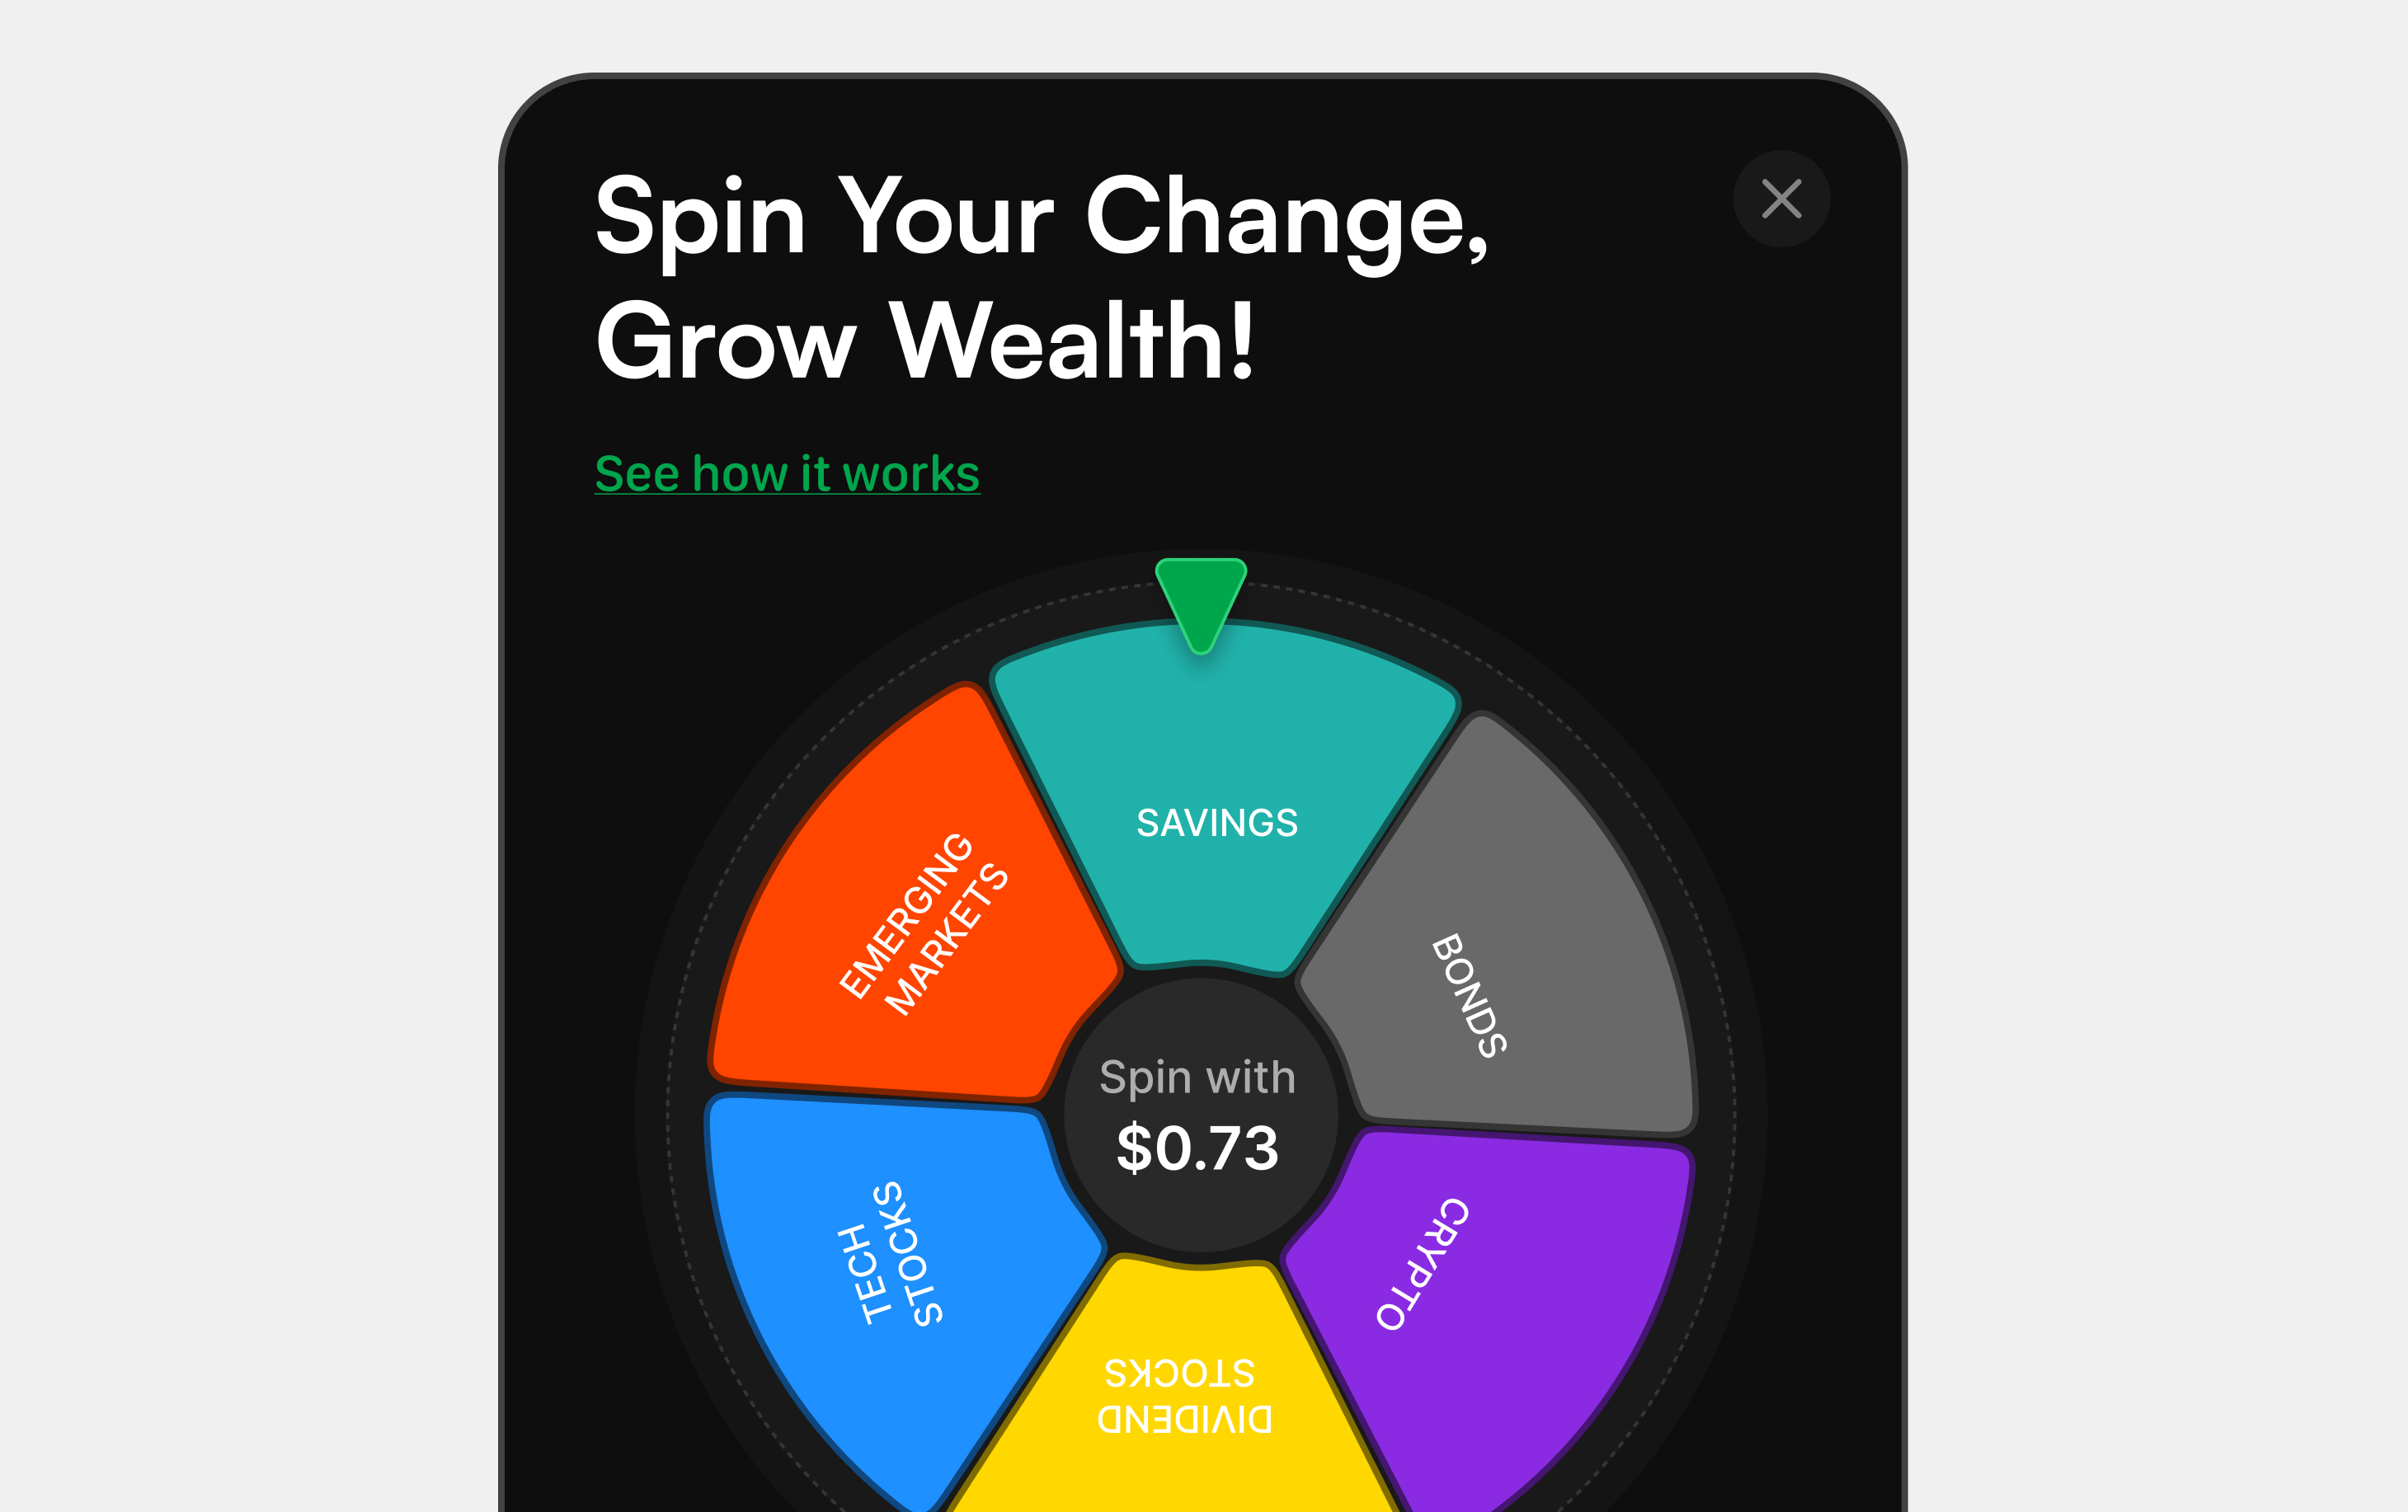 Spin Your Change,
Grow Wealth!
See how it works
SAVINGS
EMERGING
MARKETS
BONDS
Spin with
$0.73
TECH
STOCKS
CRYPTO
DIVIDEND
STOCKS